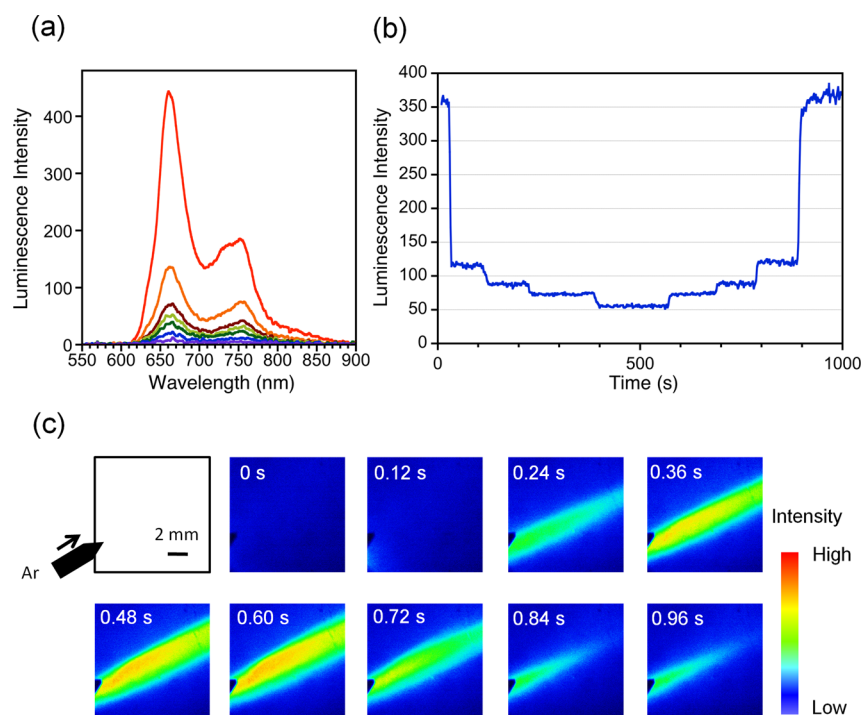 (a)
(b)
Luminescence Intensity
400
300
200
100
0
550 600 650 700 750 800 850 900
Wavelength (nm)
Luminescence Intensity
400
350
300
250
200
150
100
50
0
0 500 1000
Time (s)
(c)
0 s
0.12 s
0.24 s
0.36 s
2 mm
Ar
Intensity
High
Low
0.48 s
0.60 s
0.72 s
0.84 s
0.96 s